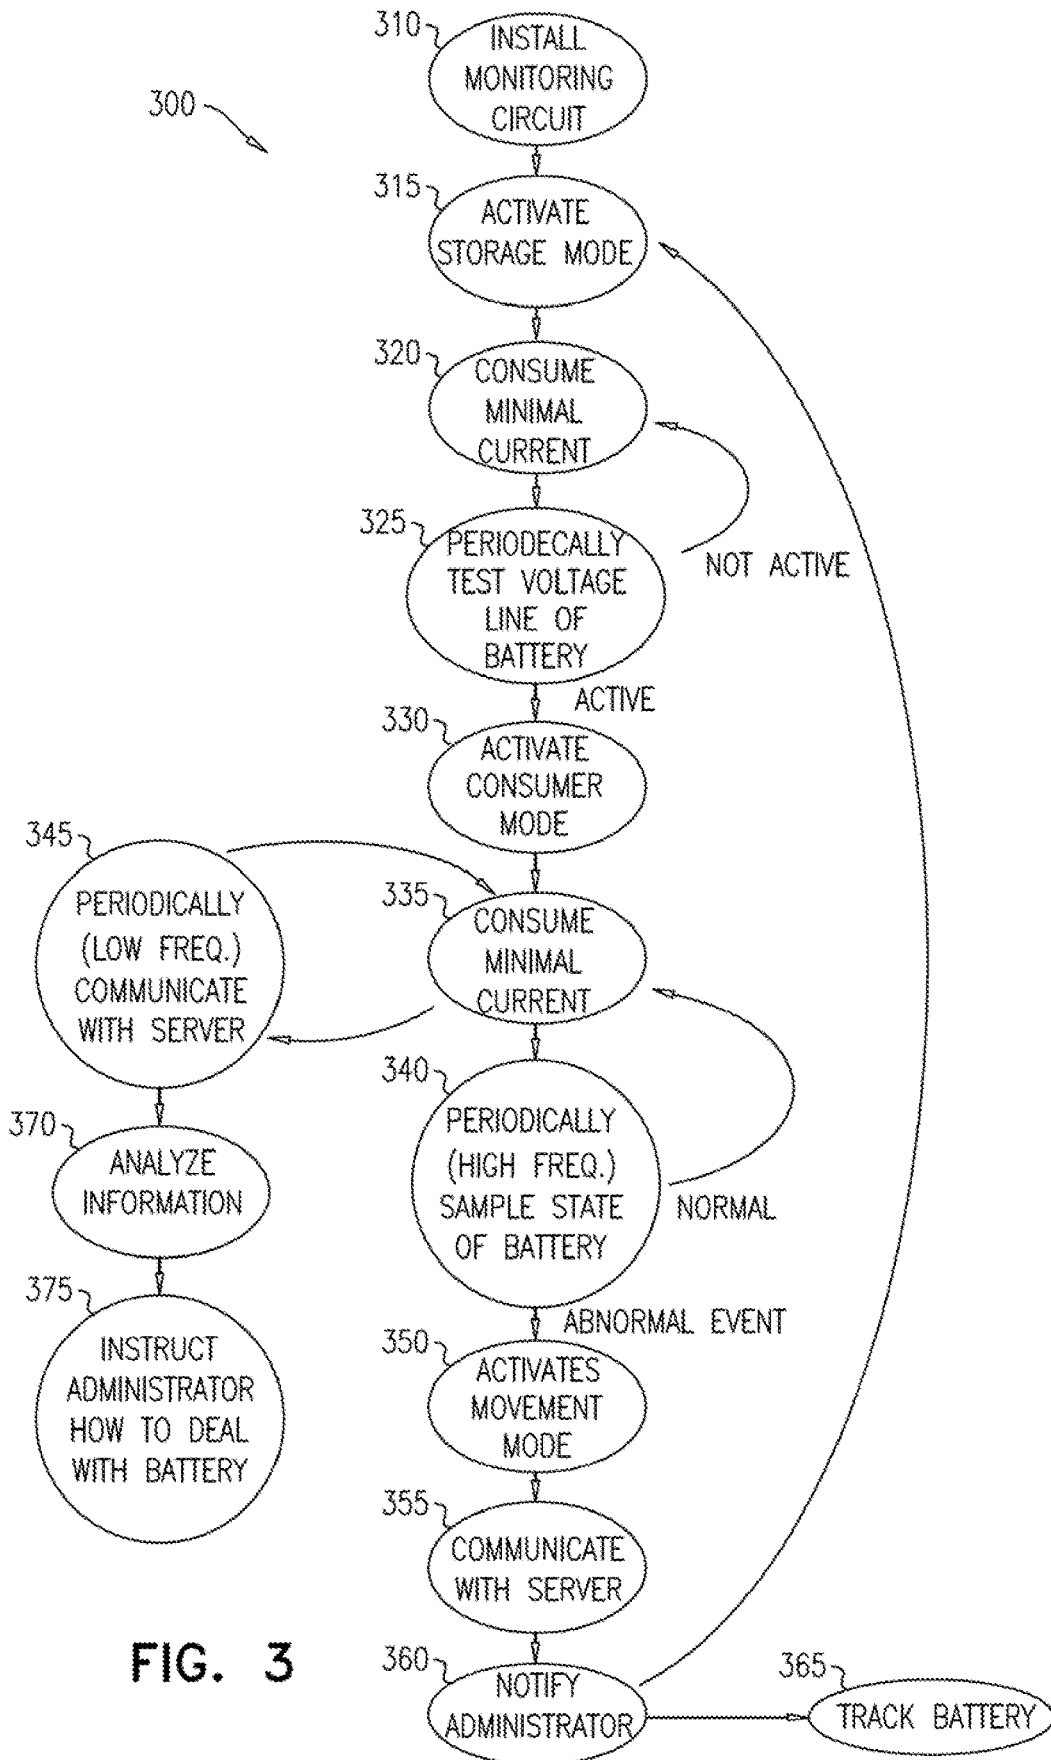 310
INSTALL
MONITORING
CIRCUIT
300
315
ACTIVATE
STORAGE MODE
320
CONSUME
MINIMAL
CURRENT
325
PERIODECALLY
TEST VOLTAGE
LINE OF
BATTERY
NOT ACTIVE
ACTIVE
330
ACTIVATE
CONSUMER
MODE
345
PERIODICALLY
(LOW FREQ.)
COMMUNICATE
WITH SERVER
335
CONSUME
MINIMAL
CURRENT
340
PERIODICALLY
(HIGH FREQ.)
SAMPLE STATE
OF BATTERY
NORMAL
370
ANALYZE
INFORMATION
375
INSTRUCT
ADMINISTRATOR
HOW TO DEAL
WITH BATTERY
ABNORMAL EVENT
350
ACTIVATES
MOVEMENT
MODE
355
COMMUNICATE
WITH SERVER
360
NOTIFY
ADMINISTRATOR
365
TRACK BATTERY
FIG. 3